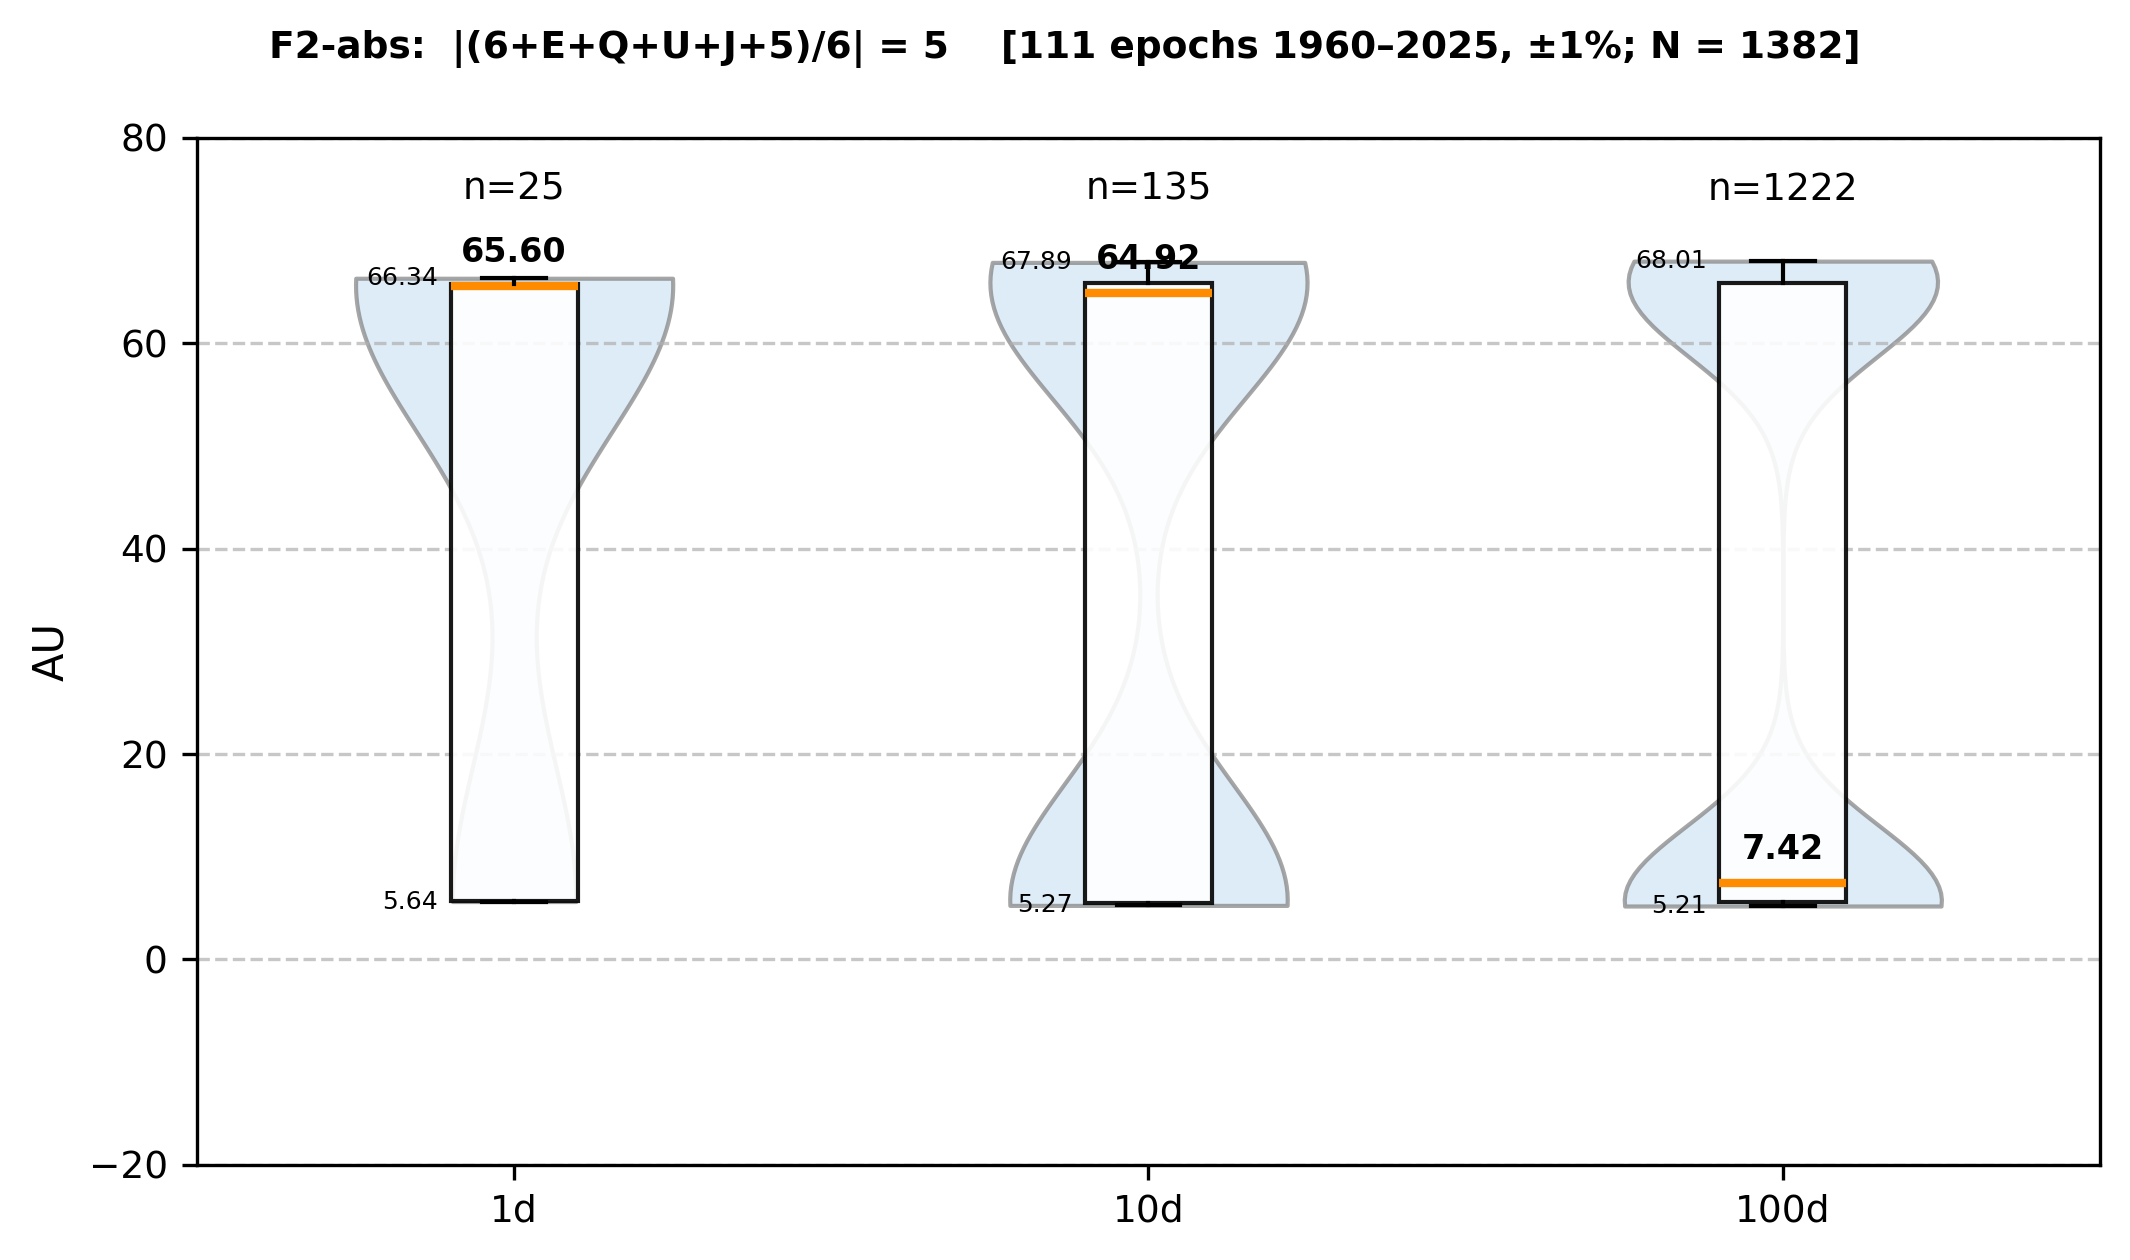 F2-abs: |(6+E+Q+U+J+5)/6| = 5 [111 epochs 1960–2025, ±1%; N = 1382]
80
n=25
n=135
n=1222
65.60
64.92
66.34
67.89
68.01
60
40
AU
20
7.42
5.64
5.27
5.21
0
−20
1d
10d
100d